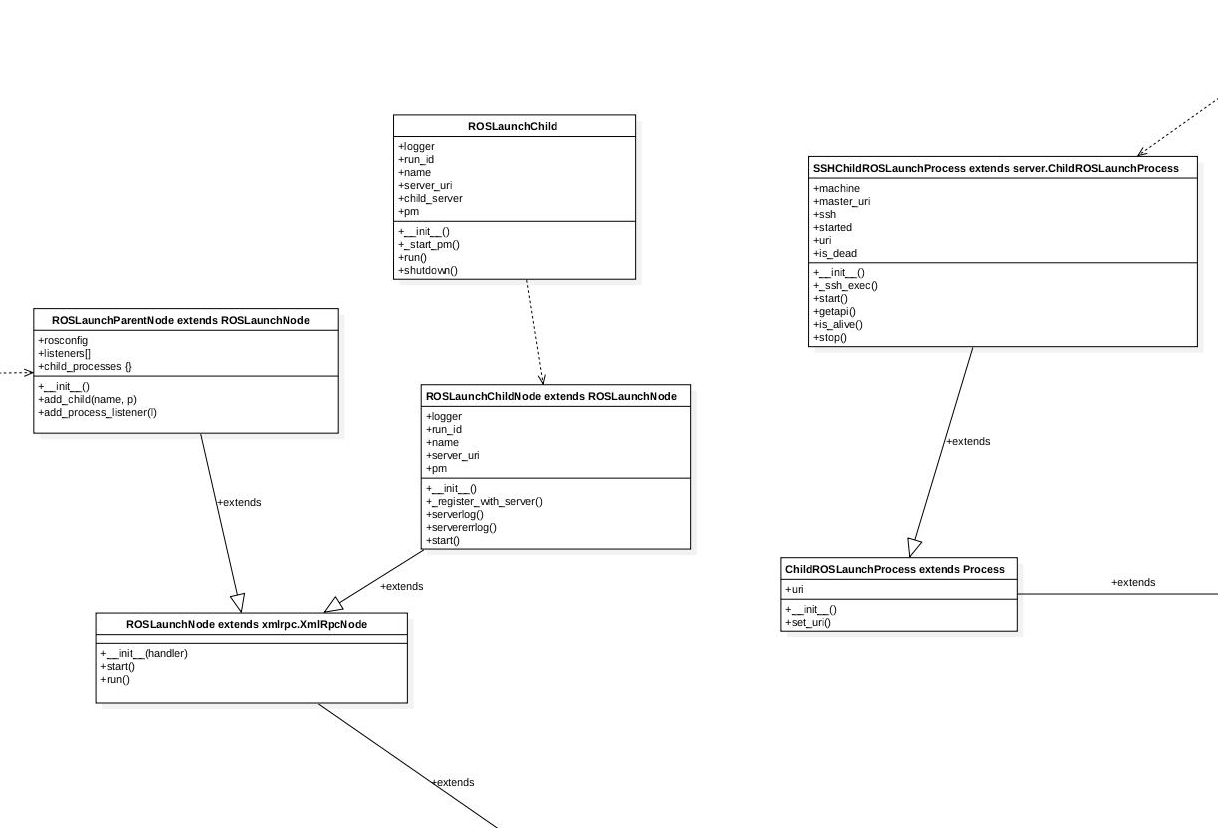 ROSLaunchChild
+logger
+run_id
+name
+server_uri
+child_server
+pm
+__init__()
+_start_pm()
+run()
+shutdown()
SSHChildROSLaunchProcess extends server.ChildROSLaunchProcess
+machine
+master_uri
+ssh
+started
+uri
+is_dead
+__init__()
+_ssh_exec()
+start()
+getapi()
+is_alive()
+stop()
ROSLaunchParentNode extends ROSLaunchNode
+rosconfig
+listeners[]
+child_processes {}
+__init__()
+add_child(name, p)
+add_process_listener(l)
ROSLaunchChildNode extends ROSLaunchNode
+logger
+run_id
+name
+server_uri
+pm
+__init__()
+_register_with_server()
+serverlog()
+servererrlog()
+start()
+extends
+extends
+extends
ChildROSLaunchProcess extends Process
+uri
+__init__()
+set_uri()
+extends
ROSLaunchNode extends xmlrpc.XmlRpcNode
+__init__(handler)
+start()
+run()
+extends